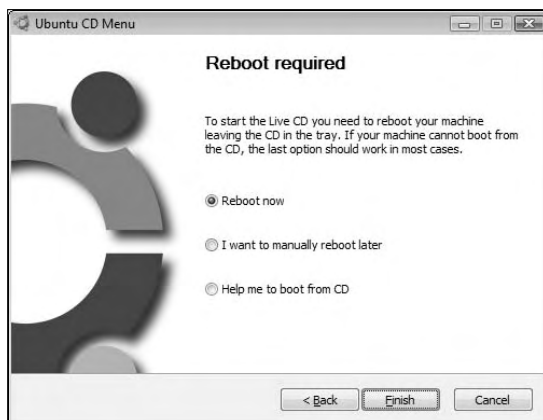 Ubuntu CD Menu
Reboot required
To start the Live CD you need to reboot your machine
leaving the CD in the tray. If your machine cannot boot from
the CD, the last option should work in most cases.
Reboot now
I want to manually reboot later
Help me to boot from CD
< Back
Finish
Cancel